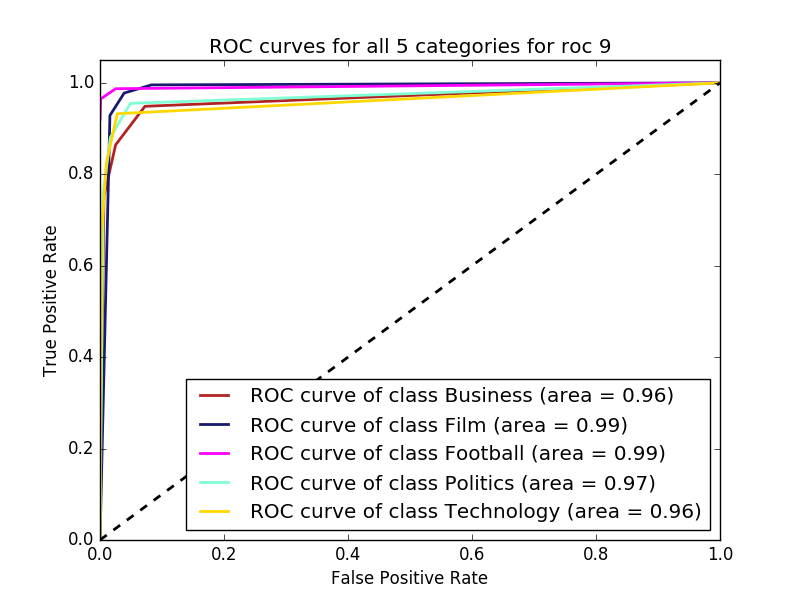 ROC curves for all 5 categories for roc 9
1.0
0.8
0.6
0.4
0.2
0.0
True Positive Rate
ROC curve of class Business (area = 0.96)
ROC curve of class Film (area = 0.99)
ROC curve of class Football (area = 0.99)
ROC curve of class Politics (area = 0.97)
ROC curve of class Technology (area = 0.96)
0.0 0.2 0.4 0.6 0.8 1.0
False Positive Rate